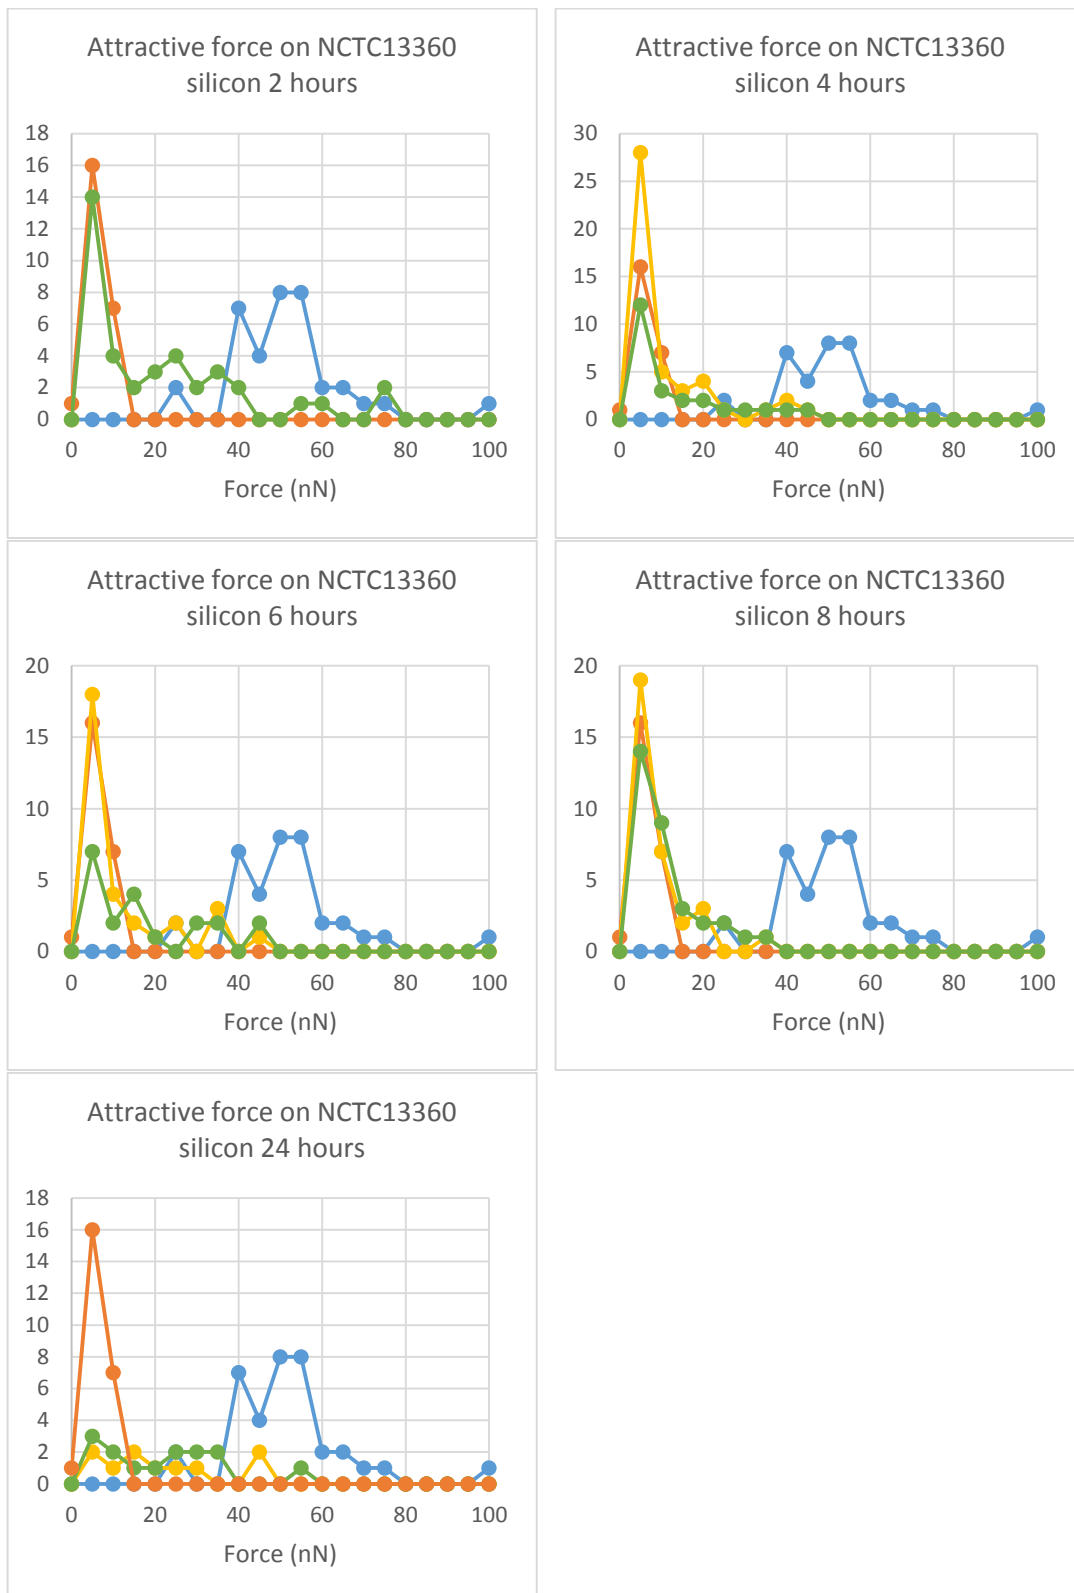 Attractive force on NCTC13360
silicon 2 hours
18
16
14
12
10
8
6
4
2
0
0 20 40 60 80 100
Force (nN)
Attractive force on NCTC13360
silicon 4 hours
30
25
20
15
10
5
0
0 20 40 60 80 100
Force (nN)
Attractive force on NCTC13360
silicon 6 hours
20
15
10
5
0
0 20 40 60 80 100
Force (nN)
Attractive force on NCTC13360
silicon 8 hours
20
15
10
5
0
0 20 40 60 80 100
Force (nN)
Attractive force on NCTC13360
silicon 24 hours
18
16
14
12
10
8
6
4
2
0
0 20 40 60 80 100
Force (nN)